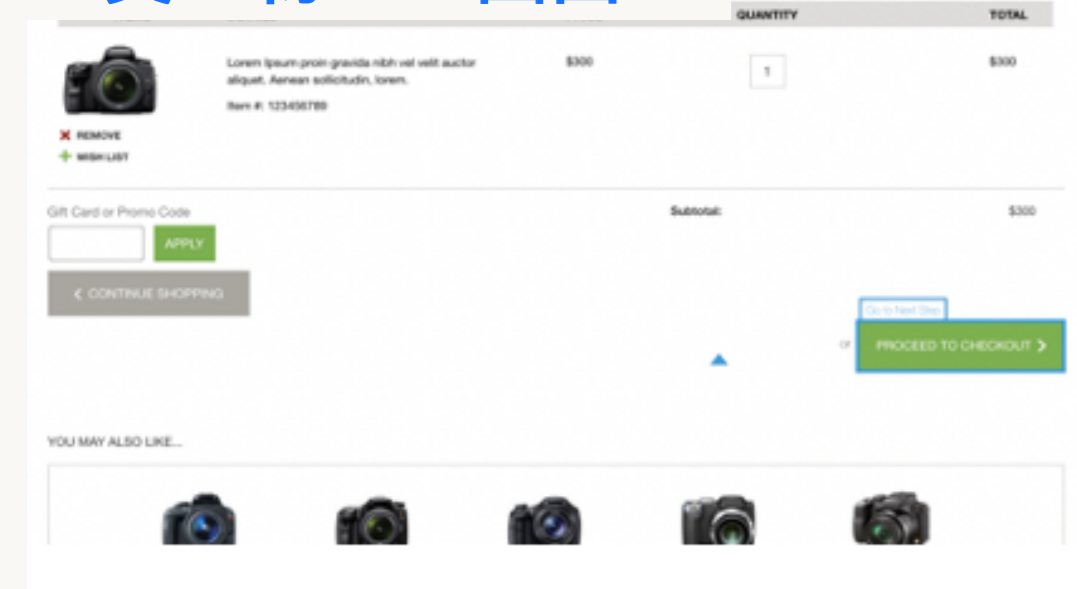 QUANTITY TOTAL
Lorem Ipsum proin gravida nibh vel velit auctor
aliquet. Aenean sollicitudin, lorem.
$300
1
$300
Item #: 123456789
REMOVE
WISH LIST
Gift Card or Promo Code
Subtotal:
$300
APPLY
CONTINUE SHOPPING
Go to Next Step
or
PROCEED TO CHECKOUT
YOU MAY ALSO LIKE...